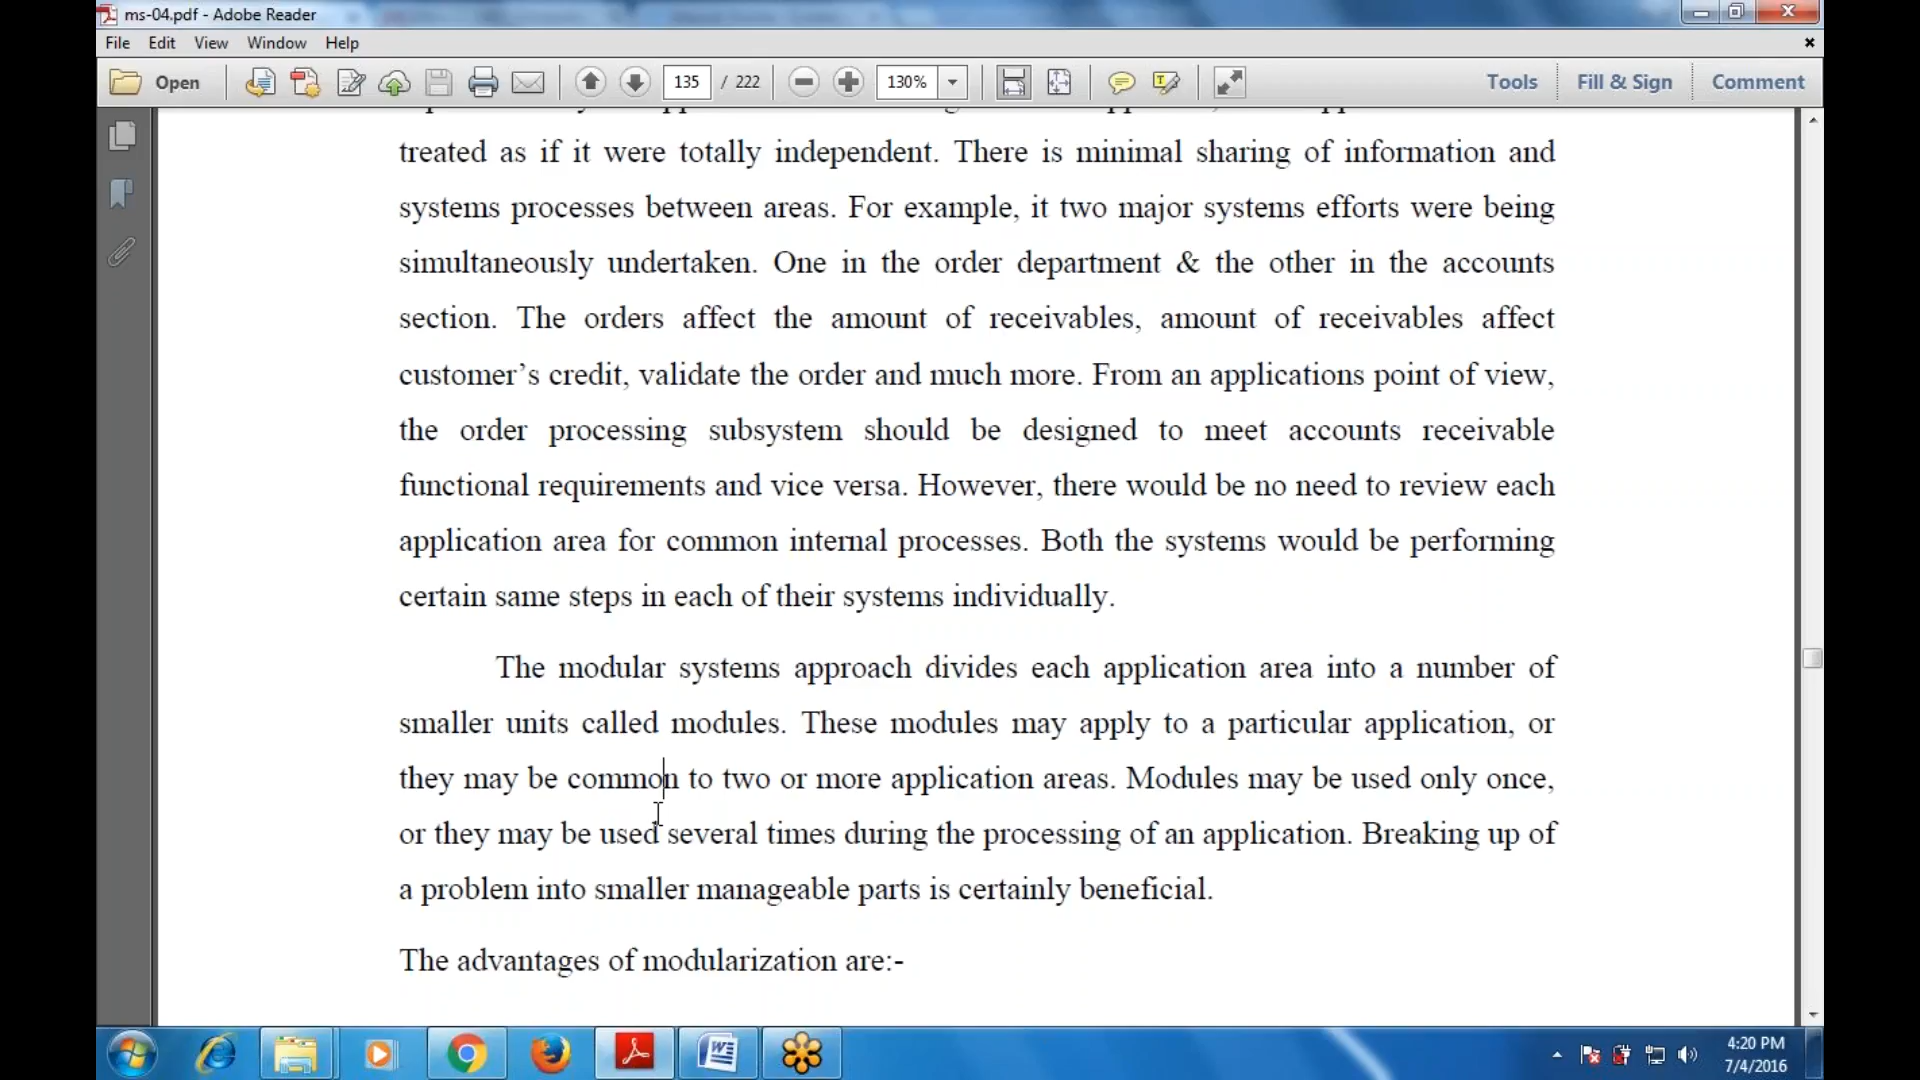 ms-04.pdf - Adobe Reader
File Edit View Window Help
Open 135 / 222 130% Tools Fill & Sign Comment
treated as if it were totally independent. There is minimal sharing of information and
systems processes between areas. For example, it two major systems efforts were being
simultaneously undertaken. One in the order department & the other in the accounts
section. The orders affect the amount of receivables, amount of receivables affect
customer’s credit, validate the order and much more. From an applications point of view,
the order processing subsystem should be designed to meet accounts receivable
functional requirements and vice versa. However, there would be no need to review each
application area for common internal processes. Both the systems would be performing
certain same steps in each of their systems individually.
The modular systems approach divides each application area into a number of
smaller units called modules. These modules may apply to a particular application, or
they may be common to two or more application areas. Modules may be used only once,
or they may be used several times during the processing of an application. Breaking up of
a problem into smaller manageable parts is certainly beneficial.
The advantages of modularization are:-
4:20 PM
7/4/2016